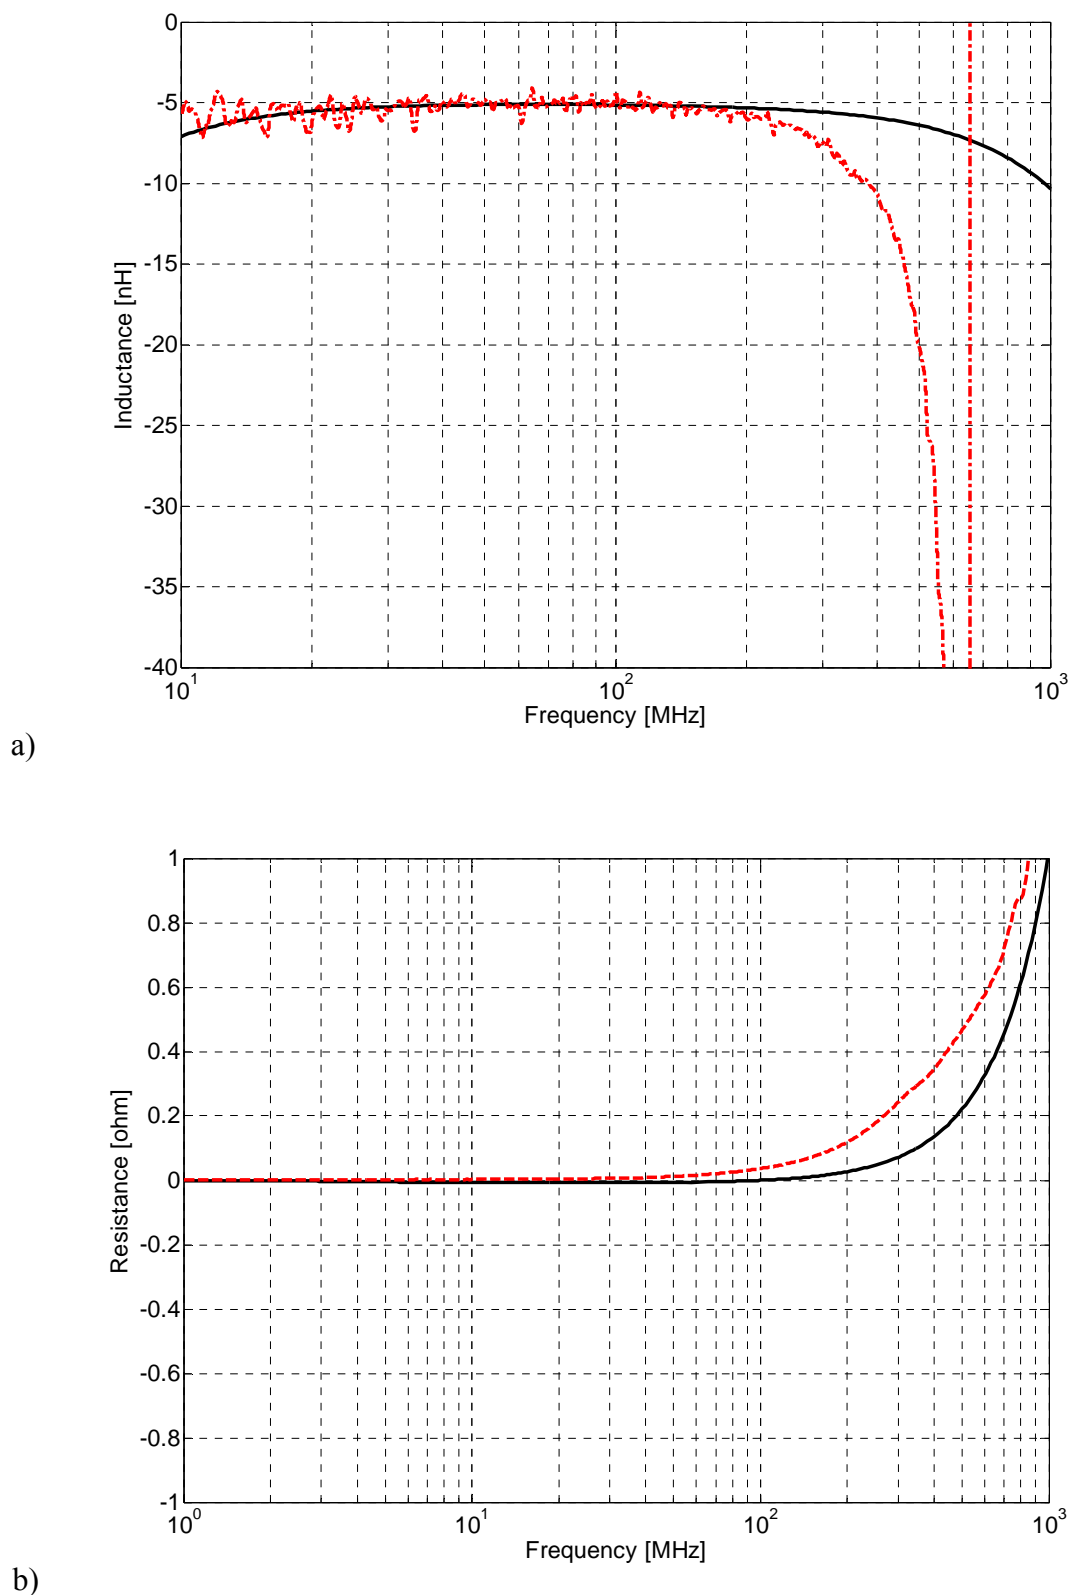 0
-5
-10
-15
-20
-25
-30
-35
-40
Inductance [nH]
10^1 10^2 10^3
Frequency [MHz]
a)
1
0.8
0.6
0.4
0.2
0
-0.2
-0.4
-0.6
-0.8
-1
Resistance [ohm]
10^0 10^1 10^2 10^3
Frequency [MHz]
b)